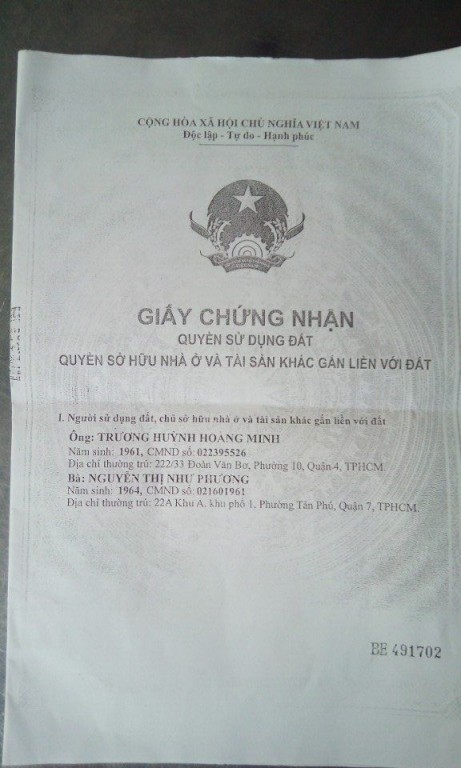 CỘNG HÒA XÃ HỘI CHỦ NGHĨA VIỆT NAM
Độc lập - Tự do - Hạnh phúc
GIẤY CHỨNG NHẬN
QUYỀN SỬ DỤNG ĐẤT
QUYỀN SỞ HỮU NHÀ Ở VÀ TÀI SẢN KHÁC GẮN LIỀN VỚI ĐẤT
I. Người sử dụng đất, chủ sở hữu nhà ở và tài sản khác gắn liền với đất
Ông: TRƯƠNG HUỲNH HOANG MINH
Năm sinh: 1961, CMND số: 022395526
Địa chỉ thường trú: 222/33 Đoàn Văn Bơ, Phường 10, Quận 4, TPHCM.
Bà: NGUYỄN THỊ NHƯ PHƯƠNG
Năm sinh: 1964, CMND số: 021601961
Địa chỉ thường trú: 22A Khu A, khu phố 1, Phường Tân Phú, Quận 7, TPHCM.
BE 491702